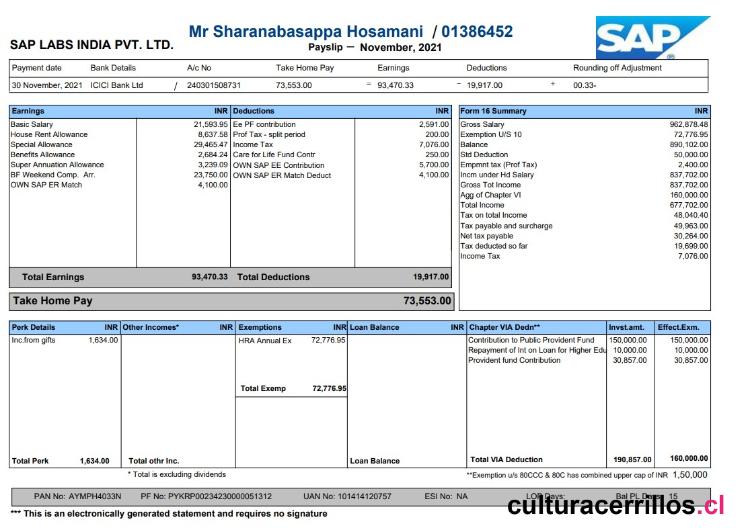 Mr Sharanabasappa Hosamani / 01386452
SAP LABS INDIA PVT. LTD.
Payslip – November, 2021
SAP
Payment date Bank Details A/c No Take Home Pay Earnings Deductions Rounding off Adjustment
30 November, 2021 ICICI Bank Ltd / 240301508731 73,553.00 = 93,470.33 – 19,917.00 + 00.33-
Earnings INR Deductions INR Form 16 Summary INR
Basic Salary 21,593.95 Ee PF contribution 2,591.00 Gross Salary 962,878.48
House Rent Allowance 8,637.58 Prof Tax - split period 200.00 Exemption U/S 10 72,776.95
Special Allowance 29,465.47 Income Tax 7,076.00 Balance 890,102.00
Benefits Allowance 2,684.24 Care for Life Fund Contr 250.00 Std Deduction 50,000.00
Super Annuation Allowance 3,239.09 OWN SAP EE Contribution 5,700.00 Empmnt tax (Prof Tax) 2,400.00
BF Weekend Comp. Arr. 23,750.00 OWN SAP ER Match Deduct 4,100.00 Incm under Hd Salary 837,702.00
OWN SAP ER Match 4,100.00 Gross Tot Income 837,702.00
Agg of Chapter VI 160,000.00
Total Income 677,702.00
Tax on total Income 48,040.40
Tax payable and surcharge 49,963.00
Net tax payable 30,264.00
Tax deducted so far 19,699.00
Income Tax 7,076.00
Total Earnings 93,470.33 Total Deductions 19,917.00
Take Home Pay 73,553.00
Perk Details INR Other Incomes* INR Exemptions INR Loan Balance INR Chapter VIA Dedn** Invst.amt. Effect.Exm.
Inc.from gifts 1,634.00 HRA Annual Ex 72,776.95 Contribution to Public Provident Fund 150,000.00 150,000.00
Repayment of Int on Loan for Higher Edu 10,000.00 10,000.00
Provident fund Contribution 30,857.00 30,857.00
Total Exemp 72,776.95
Total Perk 1,634.00 Total othr Inc. Loan Balance Total VIA Deduction 190,857.00 160,000.00
* Total is excluding dividends **Exemption u/s 80CCC & 80C has combined upper cap of INR 1,50,000
PAN No: AYMPH4033N PF No: PYKRP00234230000051312 UAN No: 101414120757 ESI No: NA LOP Days: Bal PL Days: 15
culturacerrillos.cl
*** This is an electronically generated statement and requires no signature